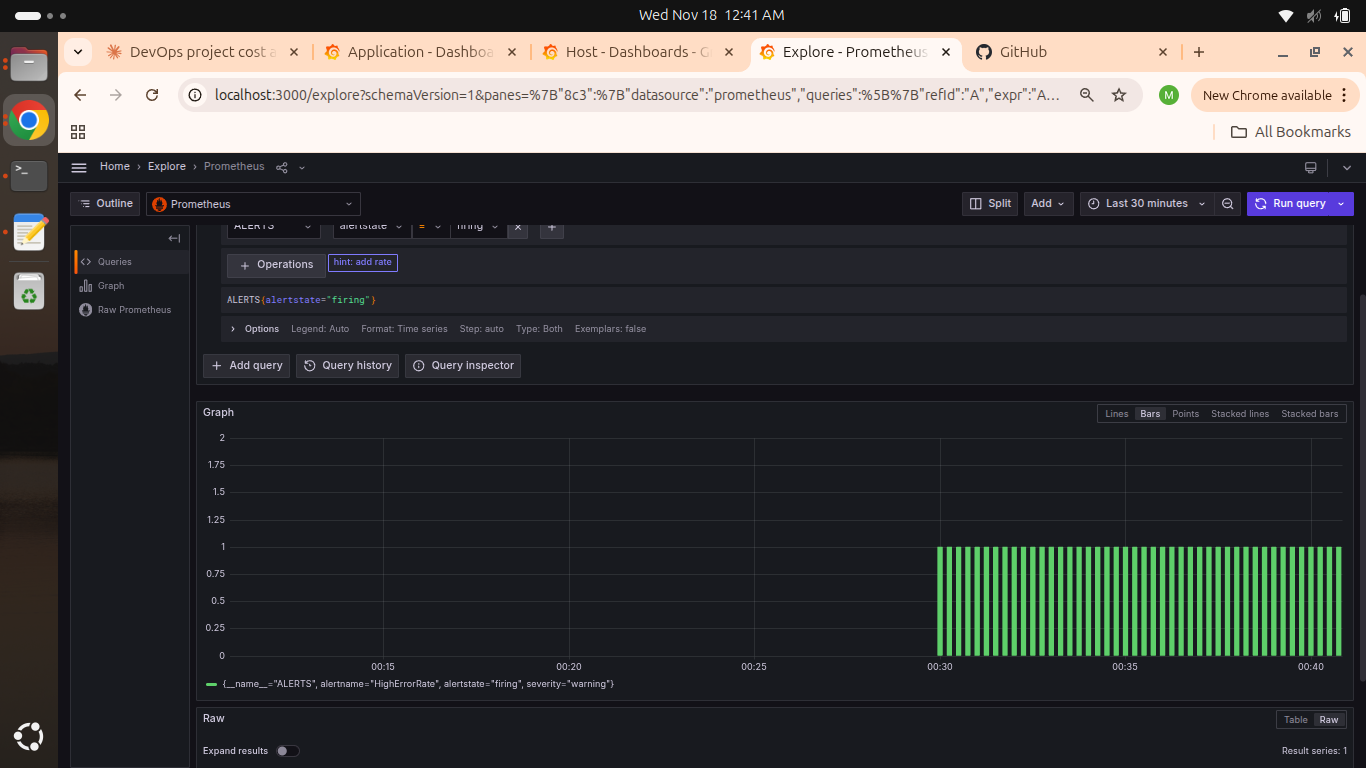 Wed Nov 18 12:41 AM
DevOps project cost a
Application - Dashboa
Host - Dashboards - G
Explore - Prometheus
GitHub
localhost:3000/explore?schemaVersion=1&panes=%7B"8c3":%7B"datasource":"prometheus","queries":%5B%7B"refId":"A","expr":"A...
M
New Chrome available
All Bookmarks
Home › Explore › Prometheus
Outline
Prometheus
Split
Add
Last 30 minutes
Run query
Queries
Graph
Raw Prometheus
ALERTS alertstate = firing × +
+ Operations
hint: add rate
ALERTS{alertstate="firing"}
Options Legend: Auto Format: Time series Step: auto Type: Both Exemplars: false
+ Add query
Query history
Query inspector
Graph
Lines Bars Points Stacked lines Stacked bars
2
1.75
1.5
1.25
1
0.75
0.5
0.25
0
00:15 00:20 00:25 00:30 00:35 00:40
{__name__="ALERTS", alertname="HighErrorRate", alertstate="firing", severity="warning"}
Raw
Table Raw
Expand results
Result series: 1